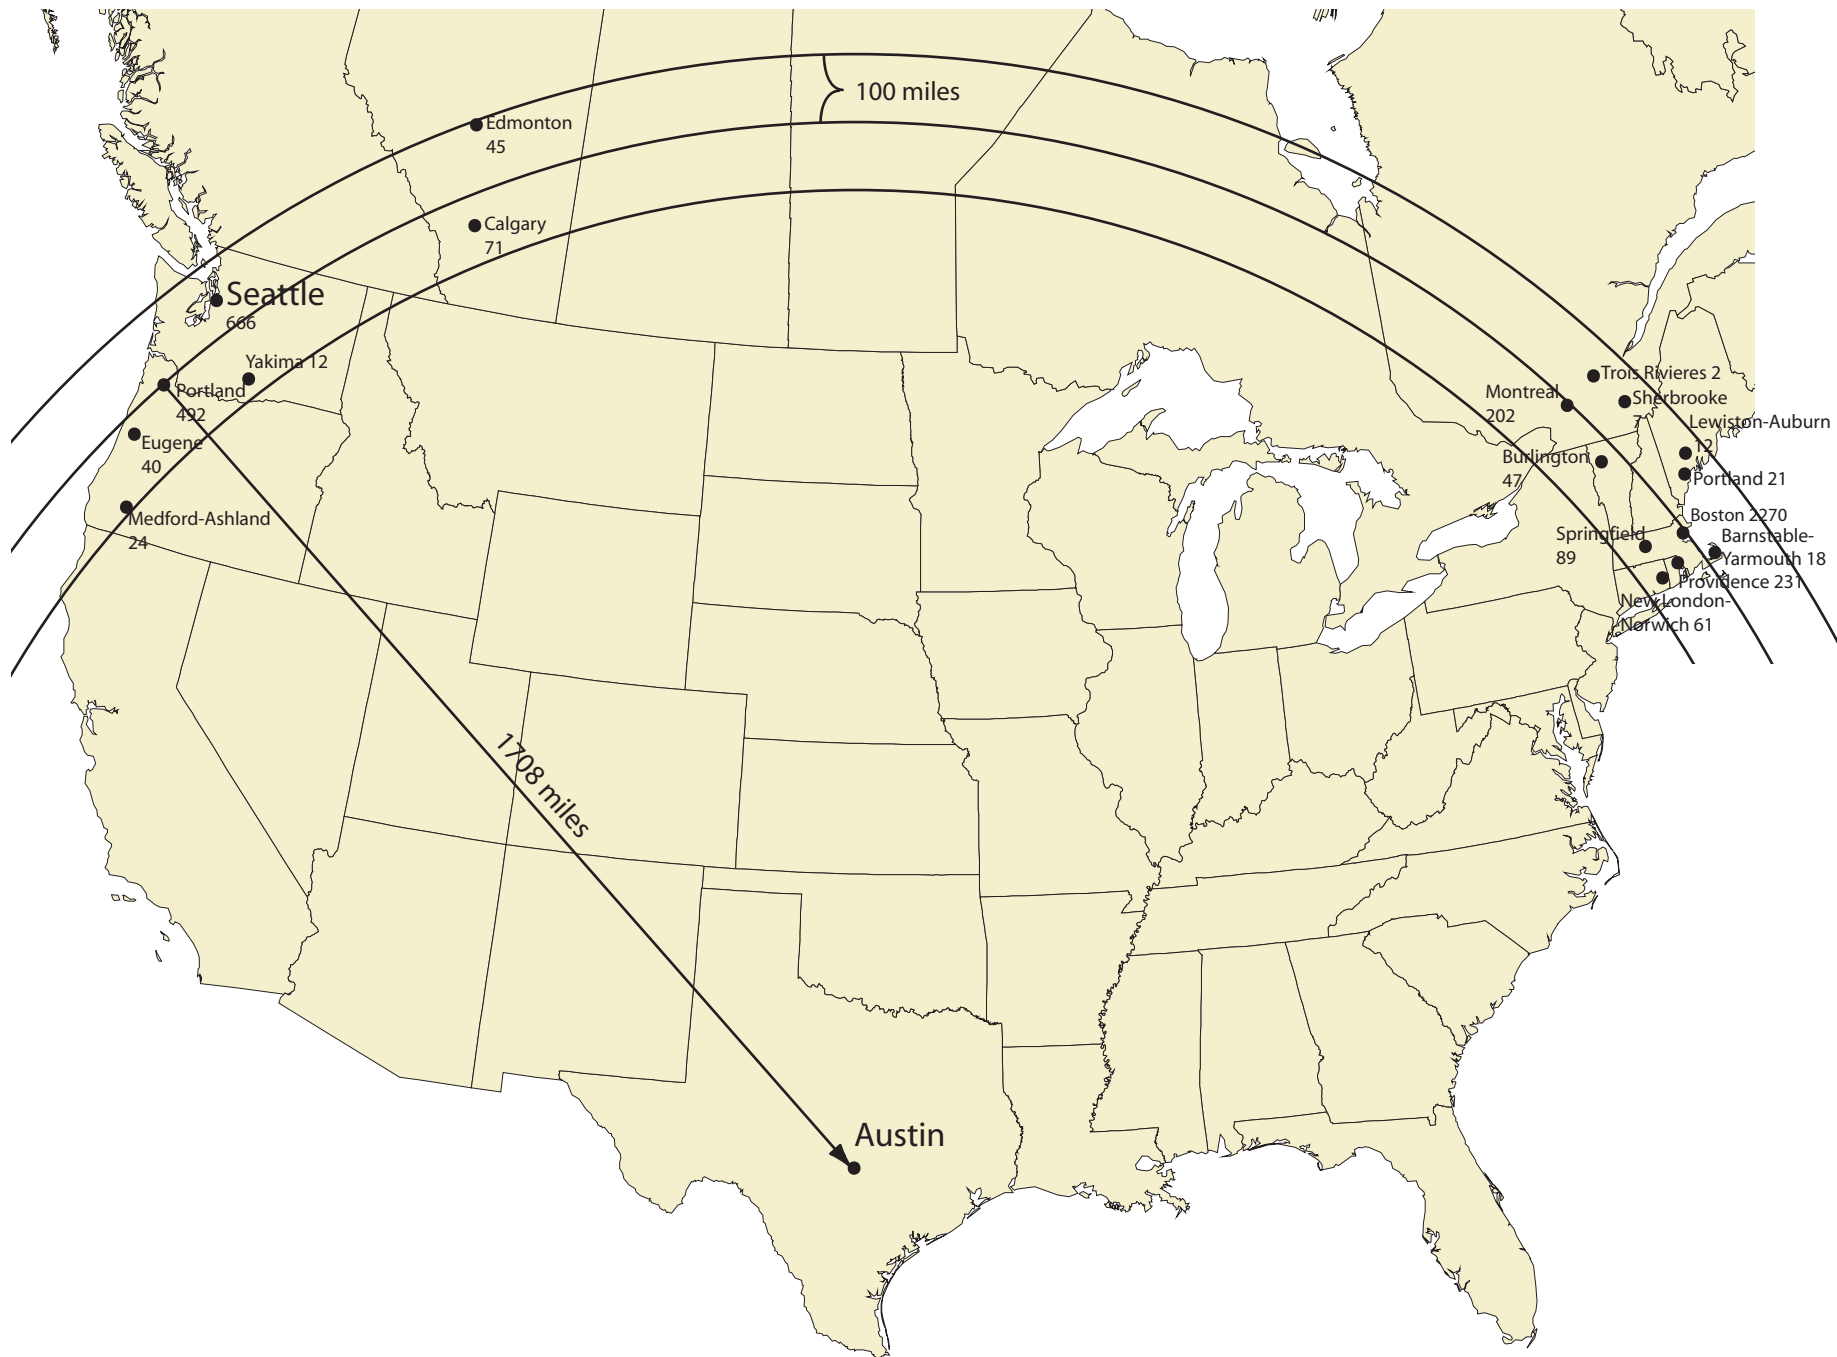 100 miles
Edmonton
45
Calgary
71
Seattle
666
Yakima 12
Portland
492
Eugene
40
Medford-Ashland
24
Trois Rivieres 2
Montreal
202
Sherbrooke
7
Lewiston-Auburn
12
Burlington
47
Portland 21
Boston 2270
Springfield
89
Barnstable-
Yarmouth 18
Providence 231
New London-
Norwich 61
1708 miles
Austin